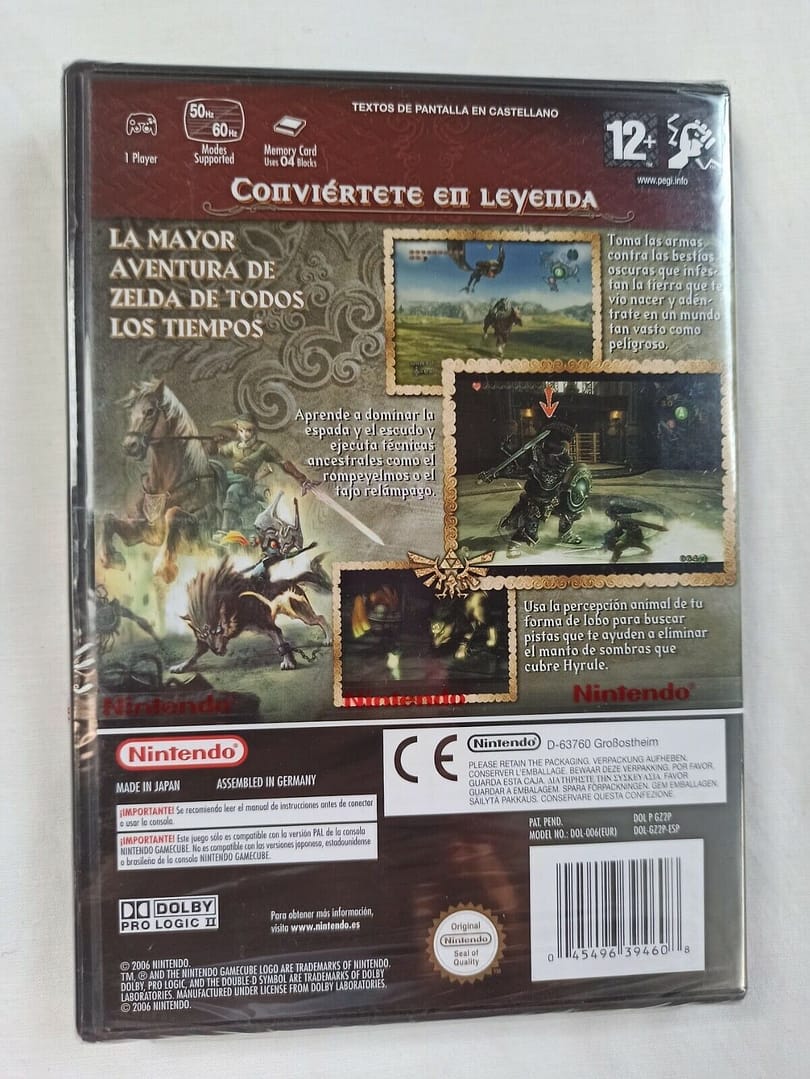 TEXTOS DE PANTALLA EN CASTELLANO
1 Player
50Hz
60Hz
Modes
Supported
Memory Card
Uses 04 Blocks
12+
www.pegi.info
Conviértete en leyenda
LA MAYOR
AVENTURA DE
ZELDA DE TODOS
LOS TIEMPOS
Toma las armas
contra las bestias
oscuras que infes-
tan la tierra que te
vio nacer y adén-
trate en un mundo
tan vasto como
peligroso.
Aprende a dominar la
espada y el escudo y
ejecuta técnicas
ancestrales como el
rompeyelmos o el
tajo relámpago.
Usa la percepción animal de tu
forma de lobo para buscar
pistas que te ayuden a eliminar
el manto de sombras que
cubre Hyrule.
Nintendo
Nintendo
Nintendo
Nintendo
MADE IN JAPAN
ASSEMBLED IN GERMANY
CE
Nintendo D-63760 Großostheim
PLEASE RETAIN THE PACKAGING. VERPACKUNG AUFHEBEN.
CONSERVER L'EMBALLAGE. BEWAAR DEZE VERPAKKING. POR FAVOR,
GUARDA ESTA CAJA. ΔΙΑΤΗΡΗΣΤΕ ΤΗΝ ΣΥΣΚΕΥΑΣΙΑ. FAVOR
GUARDAR A EMBALAGEM. SPARA FÖRPACKNINGEN. GEM EMBALLAGEN.
SÄILYTÄ PAKKAUS. CONSERVARE QUESTA CONFEZIONE.
¡IMPORTANTE! Se recomienda leer el manual de instrucciones antes de conectar
o usar la consola.
¡IMPORTANTE! Este juego sólo es compatible con la versión PAL de la consola
NINTENDO GAMECUBE. No es compatible con las versiones japonesa, estadounidense
o brasileña de la consola NINTENDO GAMECUBE.
PAT. PEND.
MODEL NO.: DOL-006(EUR)
DOL P GZ2P
DOL-GZ2P-ESP
DOLBY
PRO LOGIC II
Para obtener más información,
visita www.nintendo.es
Original
Nintendo
Seal of
Quality
0 45496 39460 8
© 2006 NINTENDO.
TM, ® AND THE NINTENDO GAMECUBE LOGO ARE TRADEMARKS OF NINTENDO.
DOLBY, PRO LOGIC, AND THE DOUBLE-D SYMBOL ARE TRADEMARKS OF DOLBY
LABORATORIES. MANUFACTURED UNDER LICENSE FROM DOLBY LABORATORIES.
© 2006 NINTENDO.